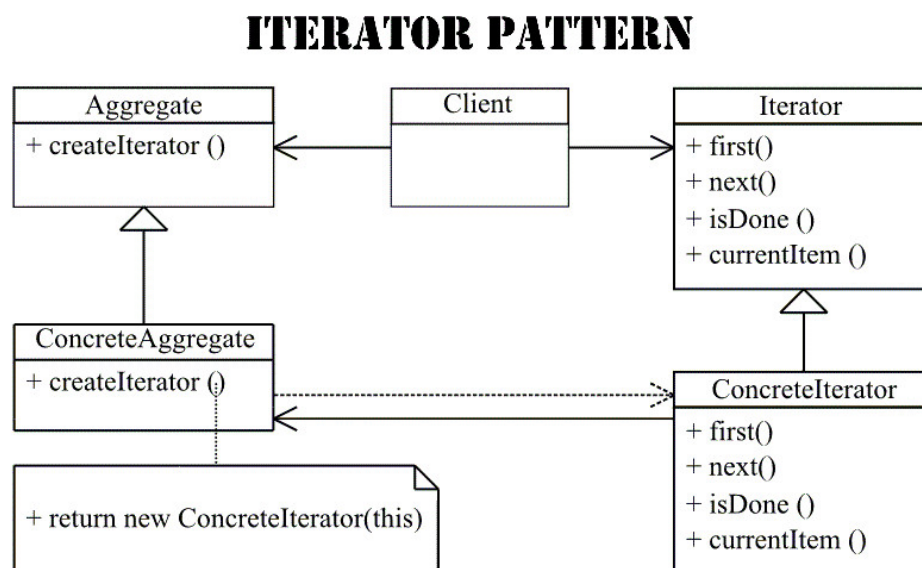 ITERATOR PATTERN
Aggregate
+ createIterator ()
Client
Iterator
+ first()
+ next()
+ isDone ()
+ currentItem ()
ConcreteAggregate
+ createIterator ()
ConcreteIterator
+ first()
+ next()
+ isDone ()
+ currentItem ()
+ return new ConcreteIterator(this)